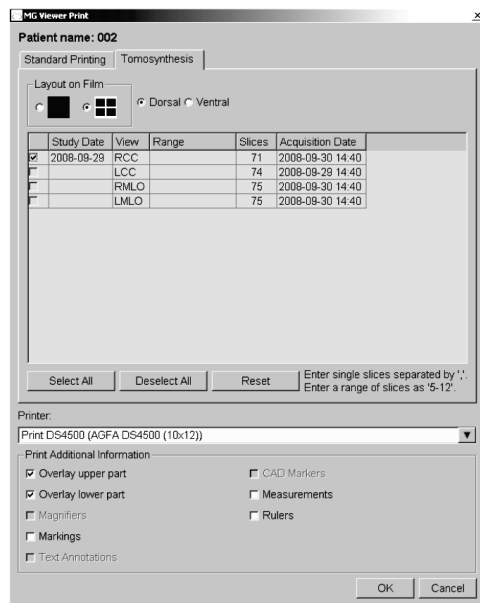 MG Viewer Print
Patient name: 002
Standard Printing Tomosynthesis
Layout on Film
Dorsal Ventral
Study Date View Range Slices Acquisition Date
2008-09-29 RCC 71 2008-09-30 14:40
LCC 74 2008-09-29 14:40
RMLO 75 2008-09-30 14:40
LMLO 75 2008-09-30 14:40
Select All Deselect All Reset
Enter single slices separated by ','.
Enter a range of slices as '5-12'.
Printer:
Print DS4500 (AGFA DS4500 (10x12))
Print Additional Information
Overlay upper part CAD Markers
Overlay lower part Measurements
Magnifiers Rulers
Markings
Text Annotations
OK Cancel